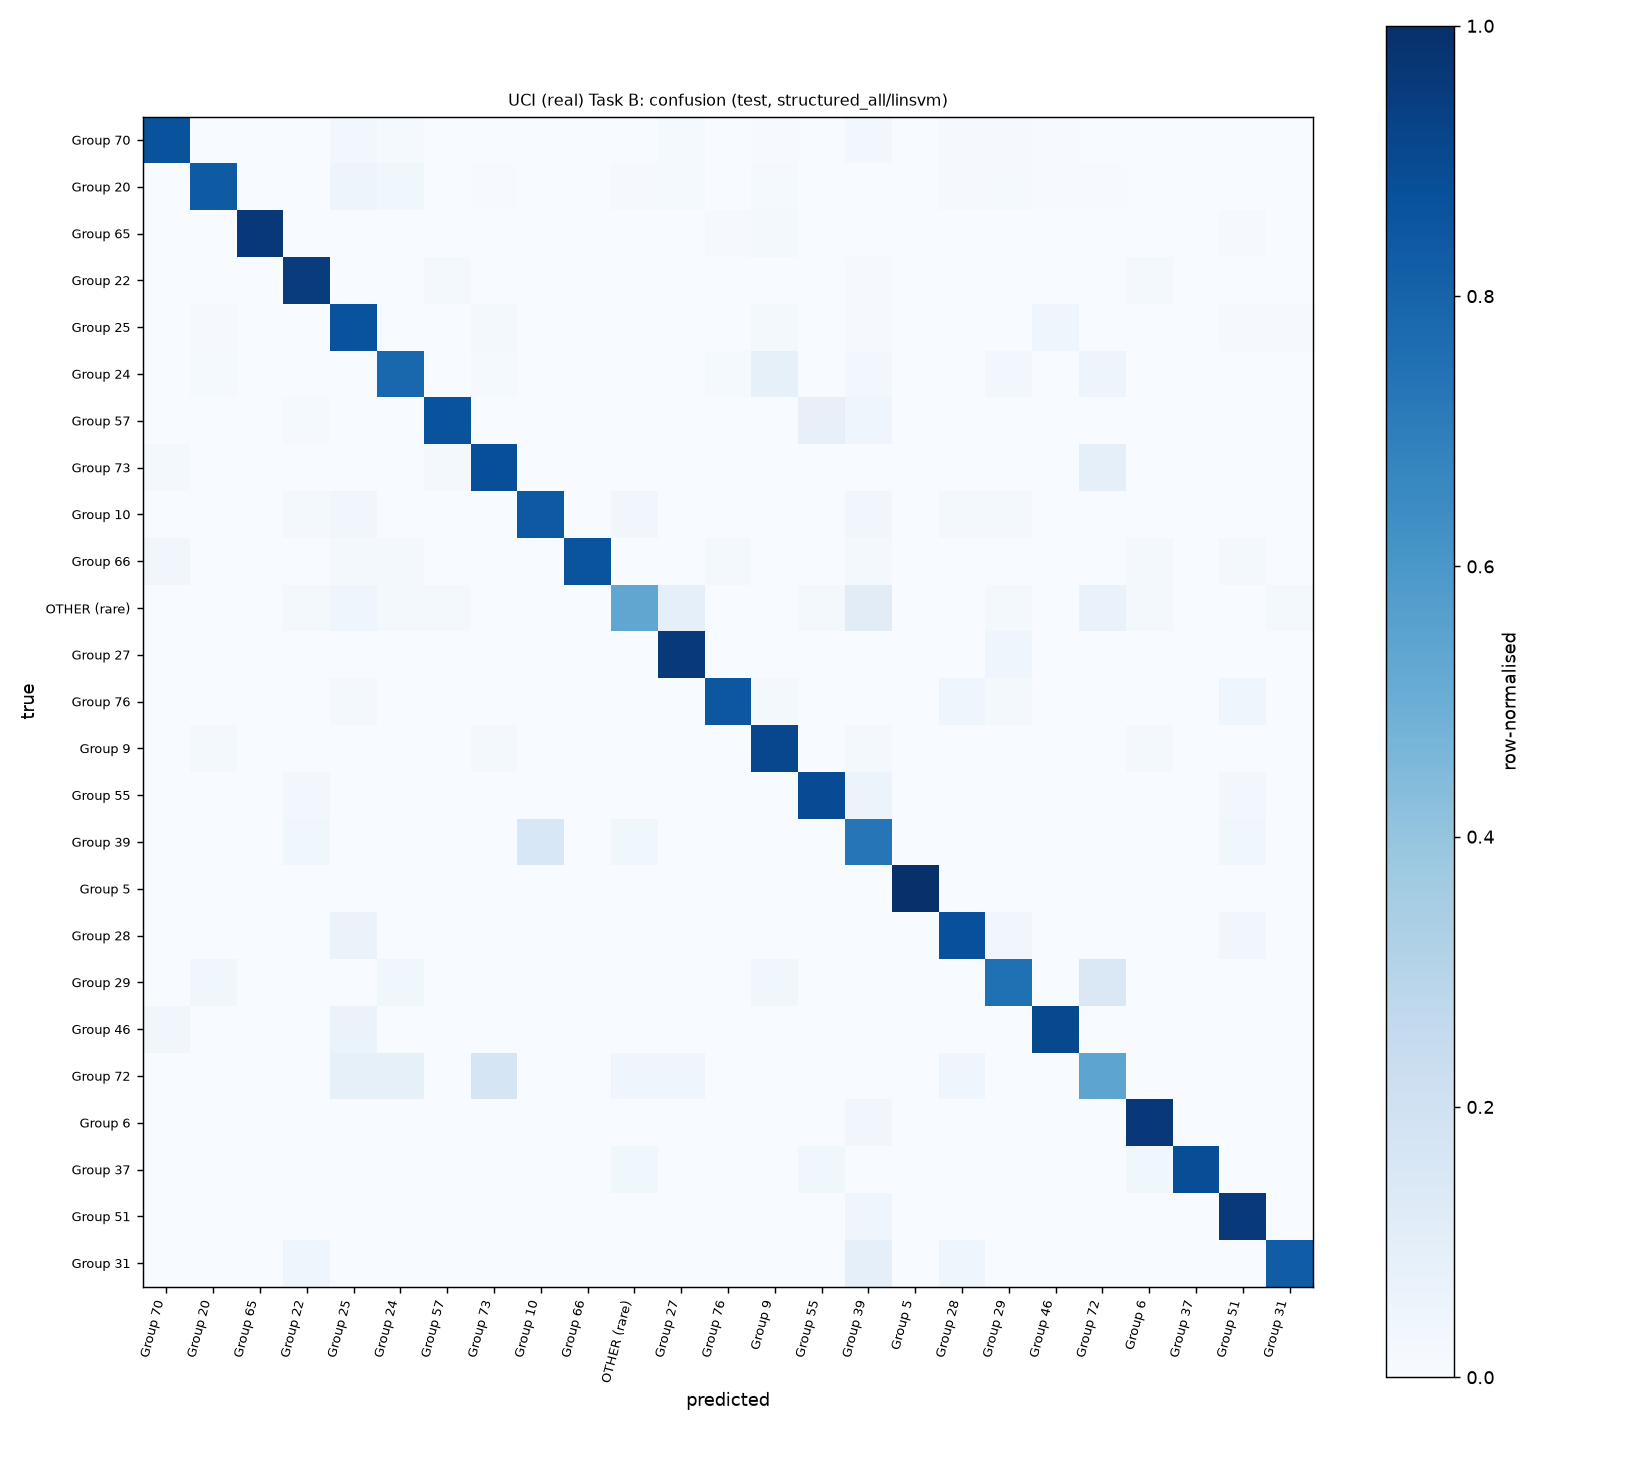 UCI (real) Task B: confusion (test, structured_all/linsvm)
true
Group 70
Group 20
Group 65
Group 22
Group 25
Group 24
Group 57
Group 73
Group 10
Group 66
OTHER (rare)
Group 27
Group 76
Group 9
Group 55
Group 39
Group 5
Group 28
Group 29
Group 46
Group 72
Group 6
Group 37
Group 51
Group 31
Group 70
Group 20
Group 65
Group 22
Group 25
Group 24
Group 57
Group 73
Group 10
Group 66
OTHER (rare)
Group 27
Group 76
Group 9
Group 55
Group 39
Group 5
Group 28
Group 29
Group 46
Group 72
Group 6
Group 37
Group 51
Group 31
predicted
1.0
0.8
0.6
0.4
0.2
0.0
row-normalised